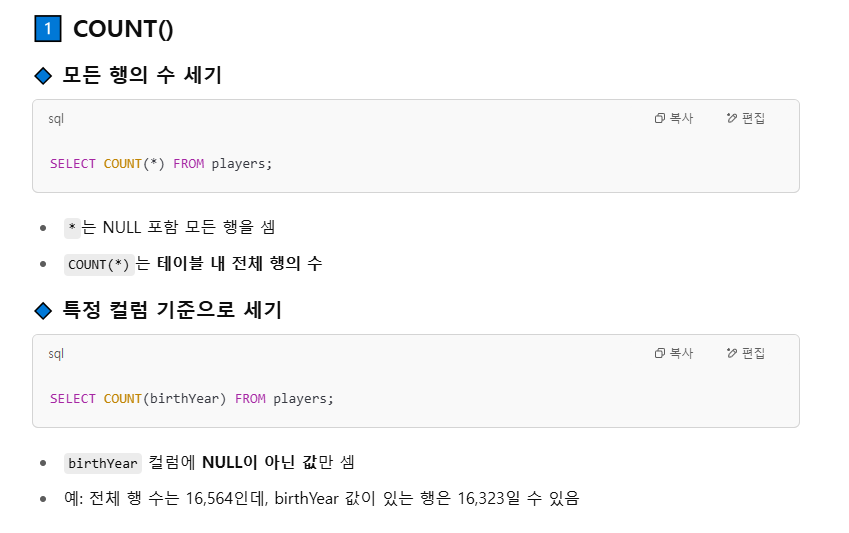 1 COUNT()
모든 행의 수 세기
sql 복사 편집
SELECT COUNT(*) FROM players;
*는 NULL 포함 모든 행을 셈
COUNT(*)는 테이블 내 전체 행의 수
특정 컬럼 기준으로 세기
sql 복사 편집
SELECT COUNT(birthYear) FROM players;
birthYear 컬럼에 NULL이 아닌 값만 셈
예: 전체 행 수는 16,564인데, birthYear 값이 있는 행은 16,323일 수 있음